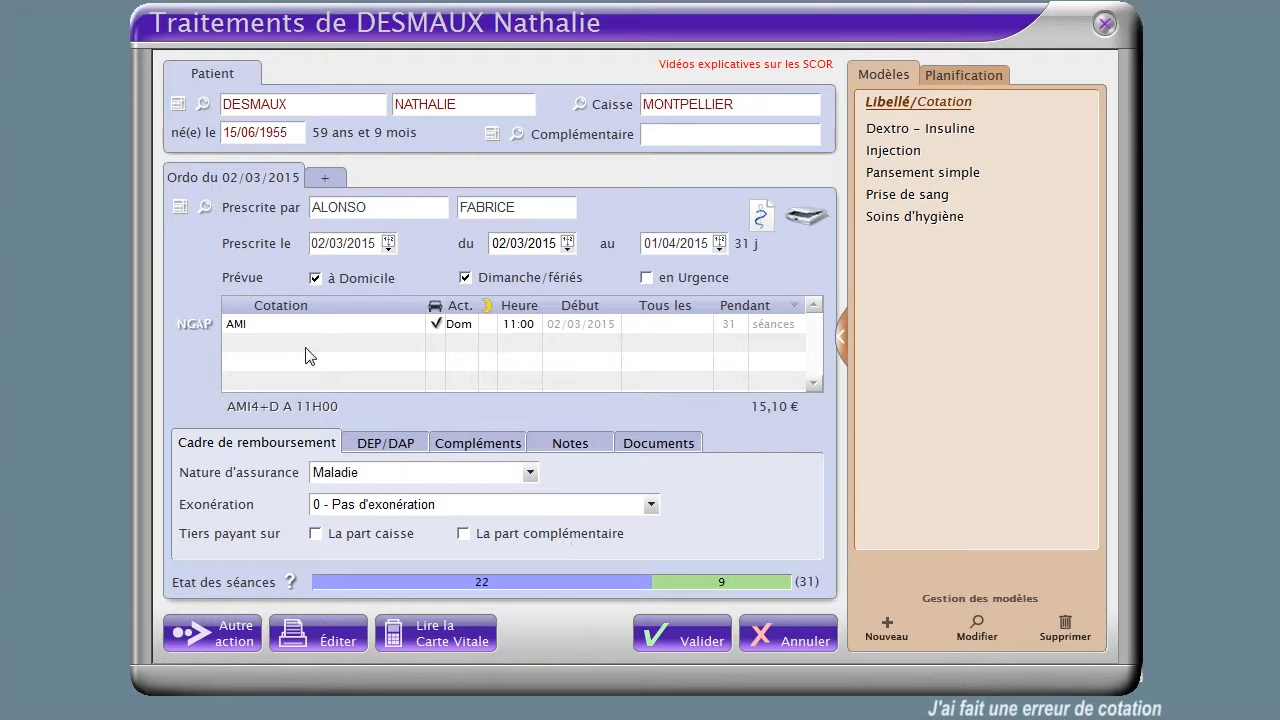 Traitements de DESMAUX Nathalie
Patient
Vidéos explicatives sur les SCOR
DESMAUX NATHALIE Caisse MONTPELLIER
né(e) le 15/06/1955 59 ans et 9 mois Complémentaire
Ordo du 02/03/2015 +
Prescrite par ALONSO FABRICE
Prescrite le 02/03/2015 du 02/03/2015 au 01/04/2015 31 j
Prévue à Domicile Dimanche/fériés en Urgence
Cotation Act. Heure Début Tous les Pendant
NGAP AMI Dom 11:00 02/03/2015 31 séances
AMI4+D A 11H00 15,10 €
Cadre de remboursement DEP/DAP Compléments Notes Documents
Nature d'assurance Maladie
Exonération 0 - Pas d'exonération
Tiers payant sur La part caisse La part complémentaire
Etat des séances ? 22 9 (31)
Autre action
Éditer
Lire la
Carte Vitale
Valider
Annuler
Modèles Planification
Libellé/Cotation
Dextro - Insuline
Injection
Pansement simple
Prise de sang
Soins d'hygiène
Gestion des modèles
Nouveau Modifier Supprimer
J'ai fait une erreur de cotation